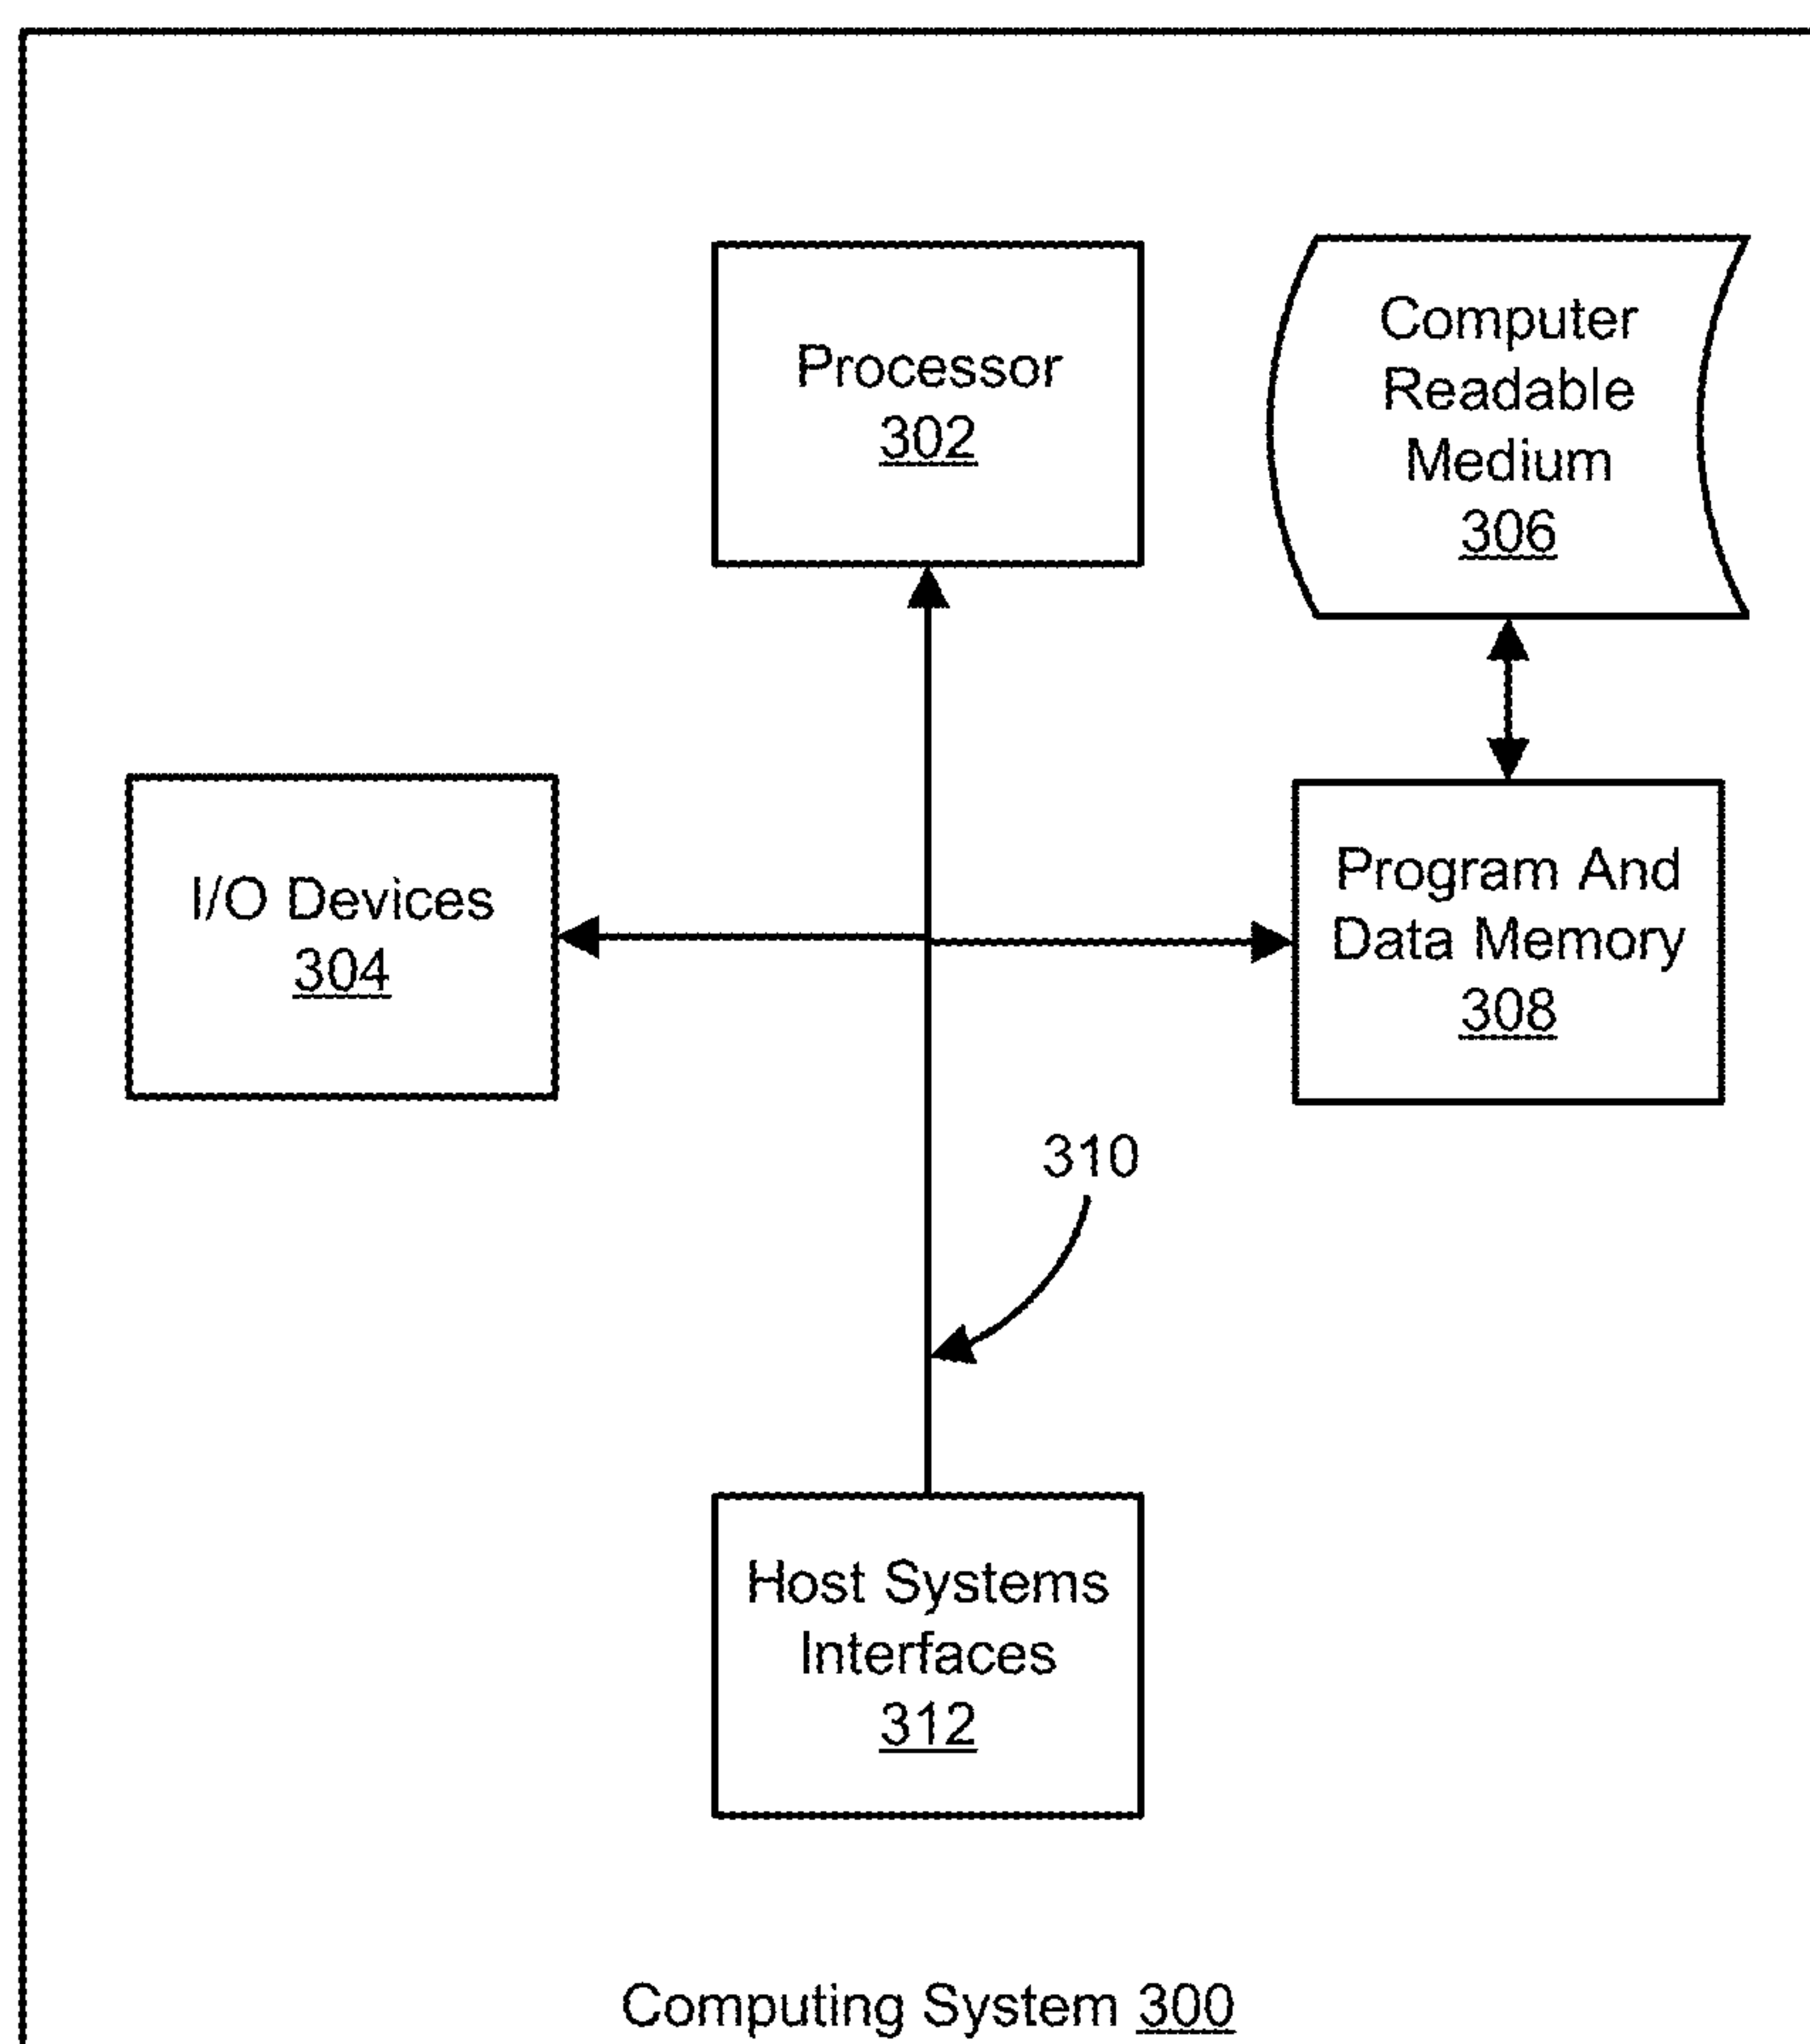 Processor
302
Computer
Readable
Medium
306
I/O Devices
304
Program And
Data Memory
308
310
Host Systems
Interfaces
312
Computing System 300